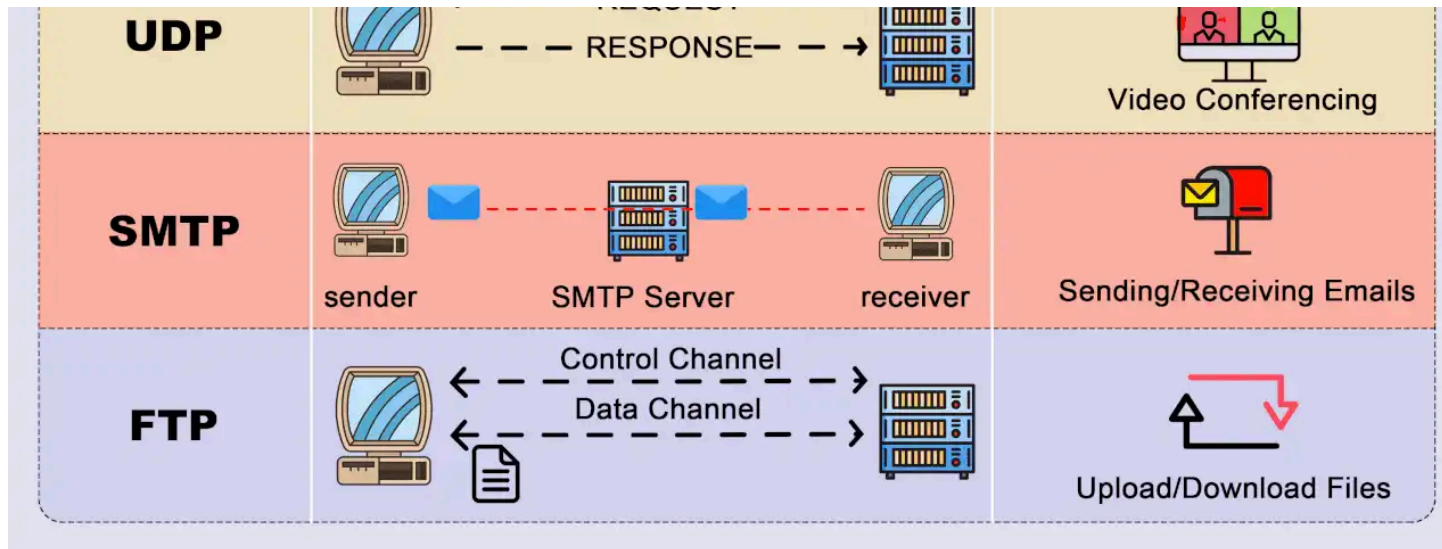 UDP
REQUEST
RESPONSE
Video Conferencing
SMTP
sender
SMTP Server
receiver
Sending/Receiving Emails
FTP
Control Channel
Data Channel
Upload/Download Files